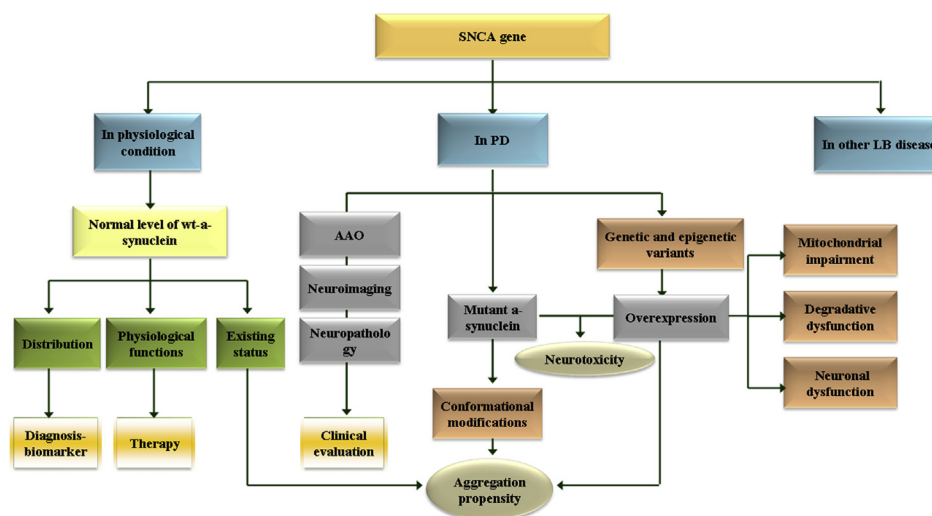 SNCA gene
In physiological
condition
In PD
In other LB disease
Normal level of wt-a-
synuclein
AAO
Neuroimaging
Neuropatholo
gy
Genetic and epigenetic
variants
Mitochondrial
impairment
Distribution
Physiological
functions
Existing
status
Mutant a-
synuclein
Overexpression
Degradative
dysfunction
Neurotoxicity
Neuronal
dysfunction
Diagnosis-
biomarker
Therapy
Clinical
evaluation
Conformational
modifications
Aggregation
propensity